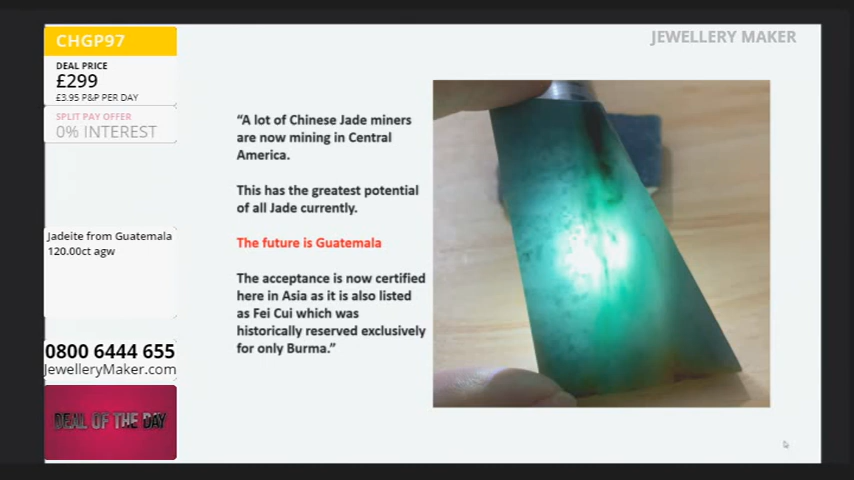 CHGP97
JEWELLERY MAKER
DEAL PRICE
£299
£3.95 P&P PER DAY
SPLIT PAY OFFER
0% INTEREST
"A lot of Chinese Jade miners
are now mining in Central
America.
This has the greatest potential
of all Jade currently.
The future is Guatemala
The acceptance is now certified
here in Asia as it is also listed
as Fei Cui which was
historically reserved exclusively
for only Burma."
Jadeite from Guatemala
120.00ct agw
0800 6444 655
JewelleryMaker.com
DEAL OF THE DAY